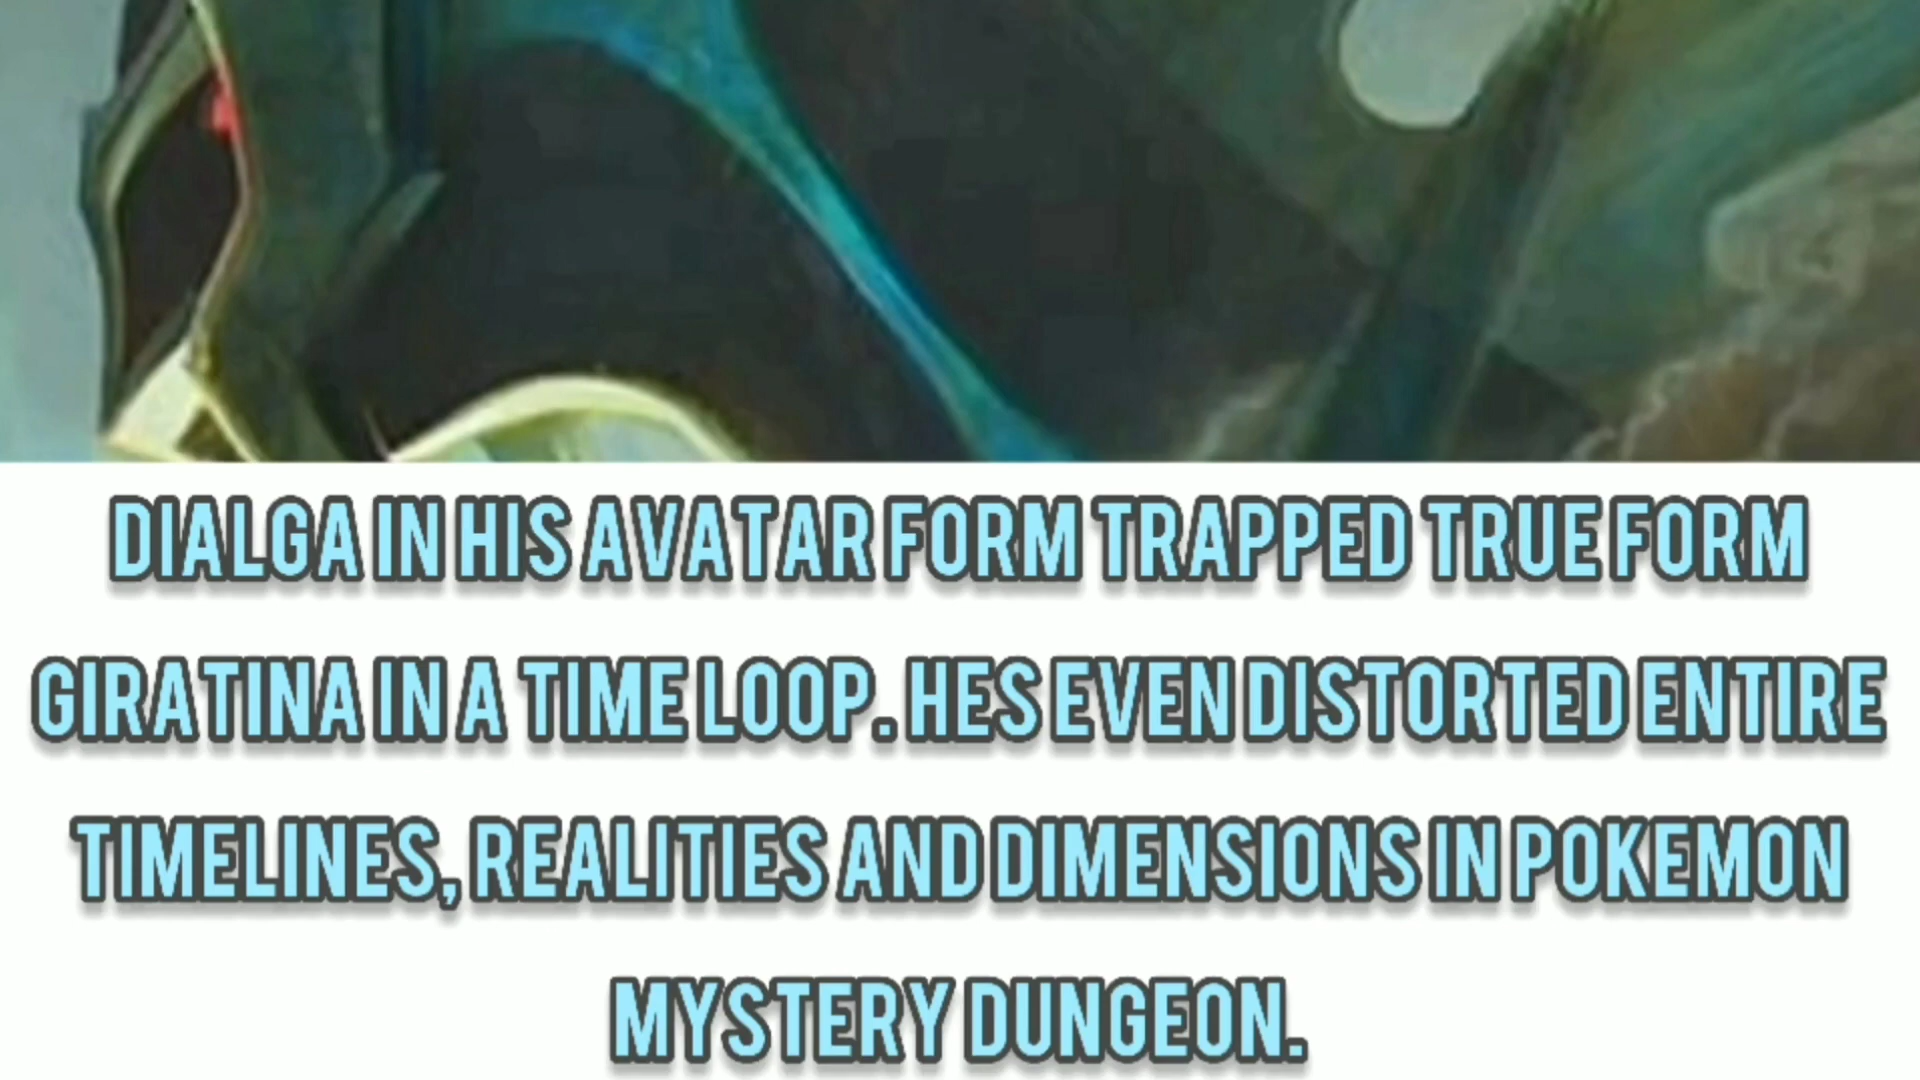 DIALGA IN HIS AVATAR FORM TRAPPED TRUE FORM
GIRATINA IN A TIME LOOP. HES EVEN DISTORTED ENTIRE
TIMELINES, REALITIES AND DIMENSIONS IN POKEMON
MYSTERY DUNGEON.